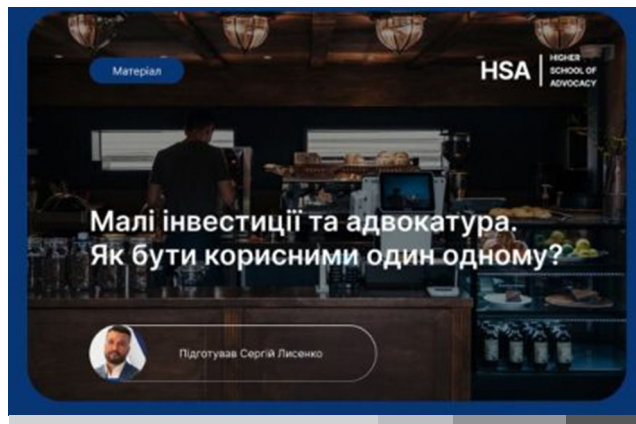 Матеріал
HSA
HIGHER
SCHOOL OF
ADVOCACY
Малі інвестиції та адвокатура.
Як бути корисними один одному?
Підготував Сергій Лисенко